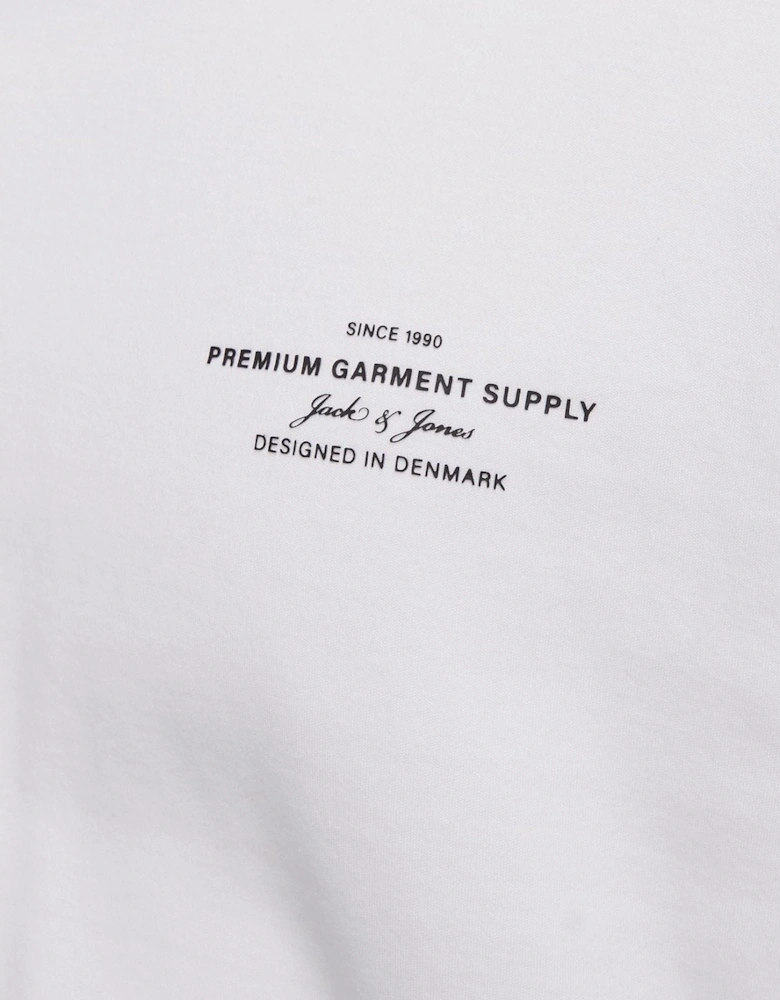 SINCE 1990
PREMIUM GARMENT SUPPLY
Jack & Jones
DESIGNED IN DENMARK